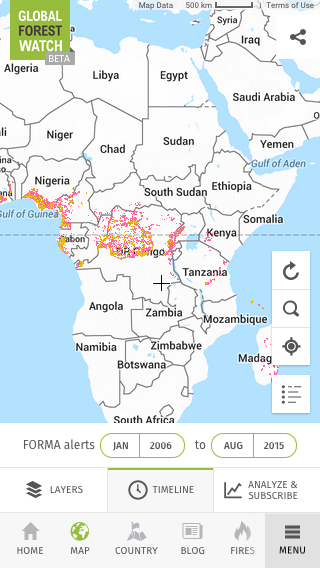 Map Data 500 km Terms of Use
GLOBAL
FOREST
WATCH
BETA
Syria
Iraq
Algeria
Libya
Egypt
Saudi Arabia
Niger
Chad
Sudan
Yemen
Gulf of Aden
Nigeria
South Sudan
Ethiopia
Gulf of Guinea
Somalia
Kenya
Tanzania
Angola
Zambia
Mozambique
Namibia
Zimbabwe
Botswana
Madag
South Africa
FORMA alerts JAN 2006 to AUG 2015
LAYERS
TIMELINE
ANALYZE &
SUBSCRIBE
HOME MAP COUNTRY BLOG FIRES MENU